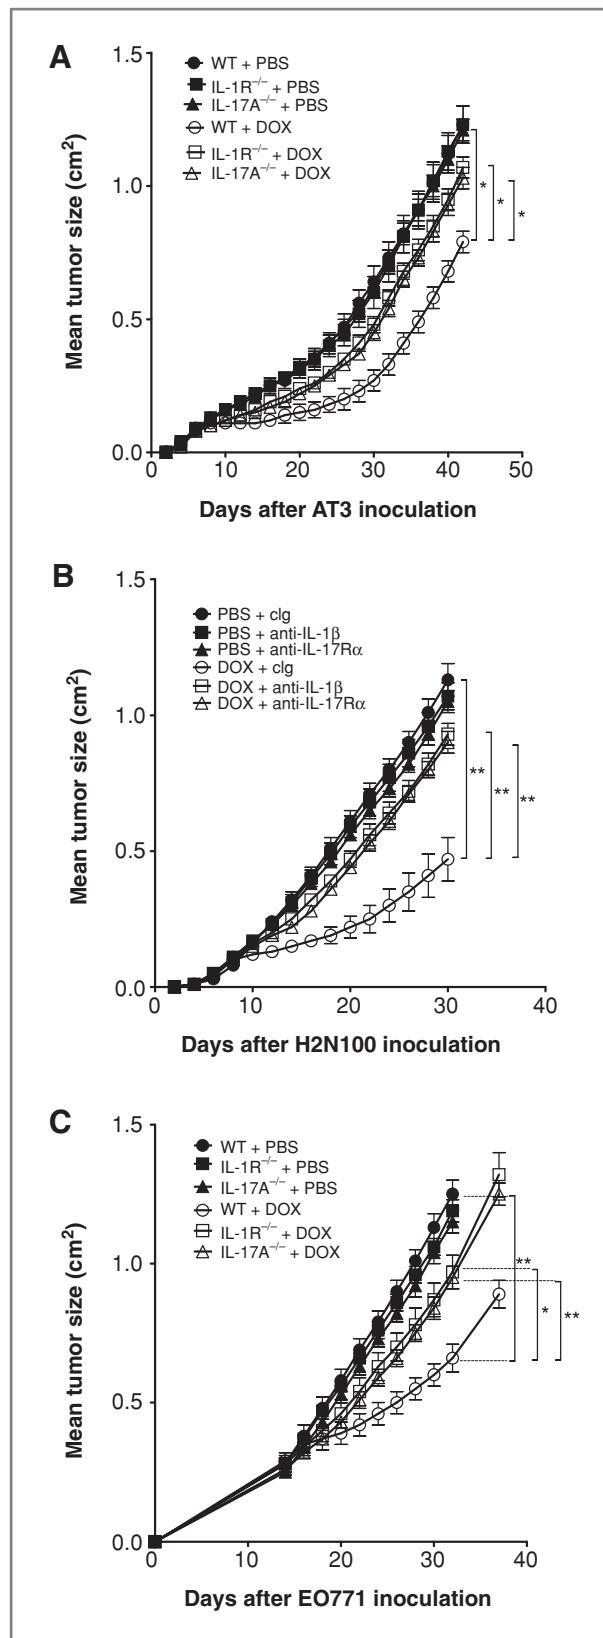 A
1.5
1.0
0.5
0.0
Mean tumor size (cm²)
WT + PBS
IL-1R⁻/⁻ + PBS
IL-17A⁻/⁻ + PBS
WT + DOX
IL-1R⁻/⁻ + DOX
IL-17A⁻/⁻ + DOX
* * *
0 10 20 30 40 50
Days after AT3 inoculation
B
1.5
1.0
0.5
0.0
Mean tumor size (cm²)
PBS + cIg
PBS + anti-IL-1β
PBS + anti-IL-17Rα
DOX + cIg
DOX + anti-IL-1β
DOX + anti-IL-17Rα
** ** **
0 10 20 30 40
Days after H2N100 inoculation
C
1.5
1.0
0.5
0.0
Mean tumor size (cm²)
WT + PBS
IL-1R⁻/⁻ + PBS
IL-17A⁻/⁻ + PBS
WT + DOX
IL-1R⁻/⁻ + DOX
IL-17A⁻/⁻ + DOX
** * **
0 10 20 30 40
Days after EO771 inoculation